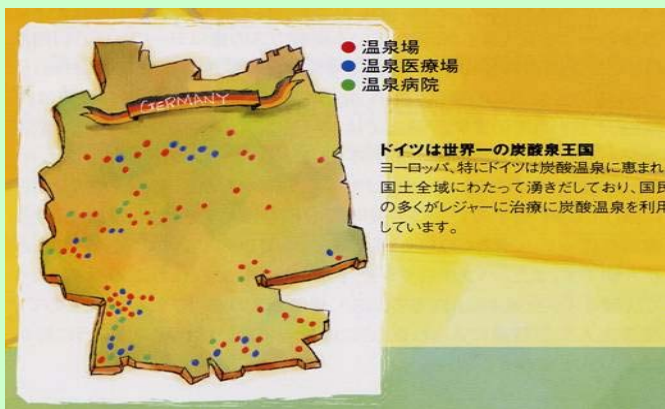 GERMANY
温泉場
温泉医療場
温泉病院
ドイツは世界一の炭酸泉王国
ヨーロッパ、特にドイツは炭酸温泉に恵まれ
国土全域にわたって湧きだしており、国民
の多くがレジャーに治療に炭酸温泉を利用
しています。